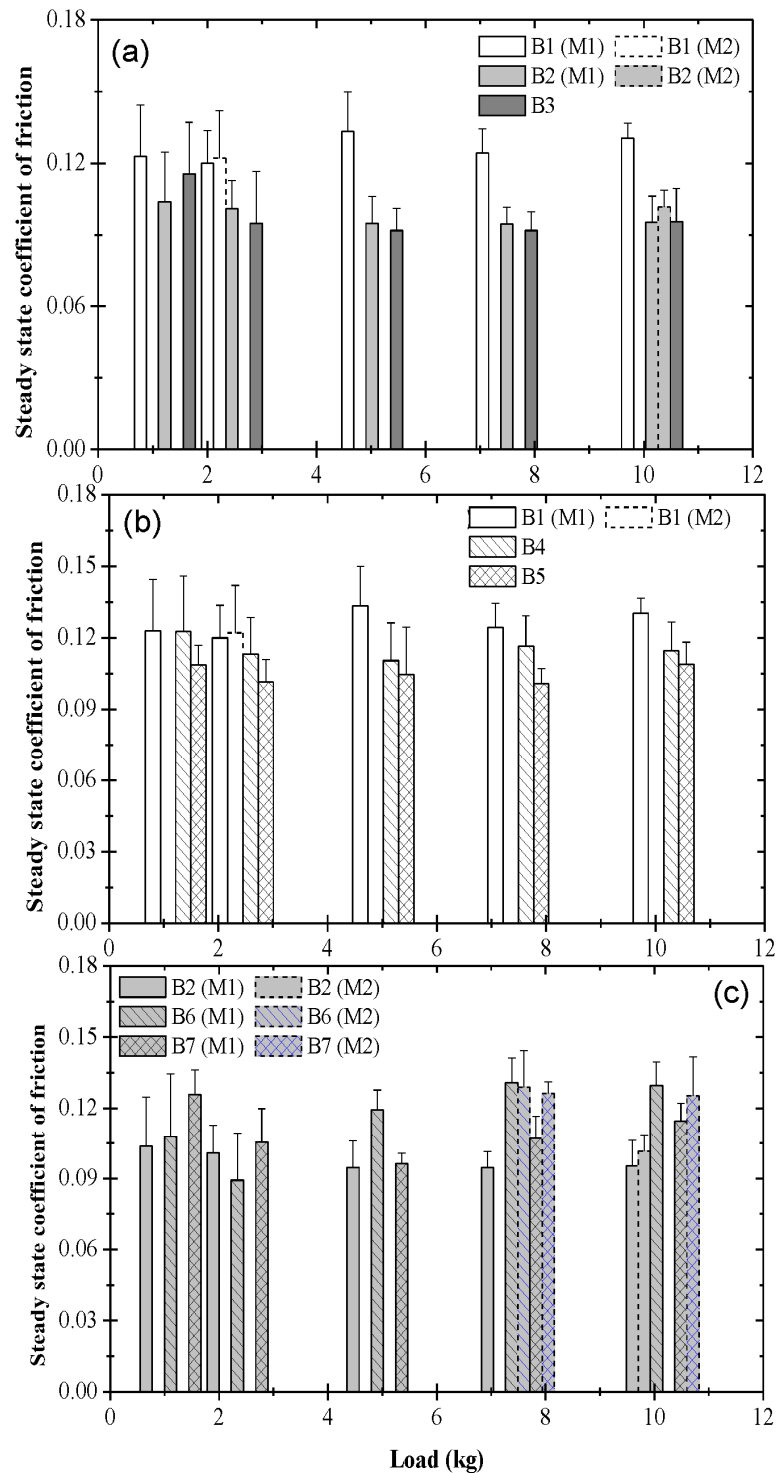 0.18
(a)
B1 (M1) B1 (M2)
B2 (M1) B2 (M2)
B3
0.12
0.06
0.00
Steady state coefficient of friction
0 2 4 6 8 10 12
0.18
(b)
B1 (M1) B1 (M2)
B4
B5
0.15
0.12
0.09
0.06
0.03
0.00
Steady state coefficient of friction
0 2 4 6 8 10 12
0.18
B2 (M1) B2 (M2) (c)
B6 (M1) B6 (M2)
B7 (M1) B7 (M2)
0.15
0.12
0.09
0.06
0.03
0.00
Steady state coefficient of friction
0 2 4 6 8 10 12
Load (kg)